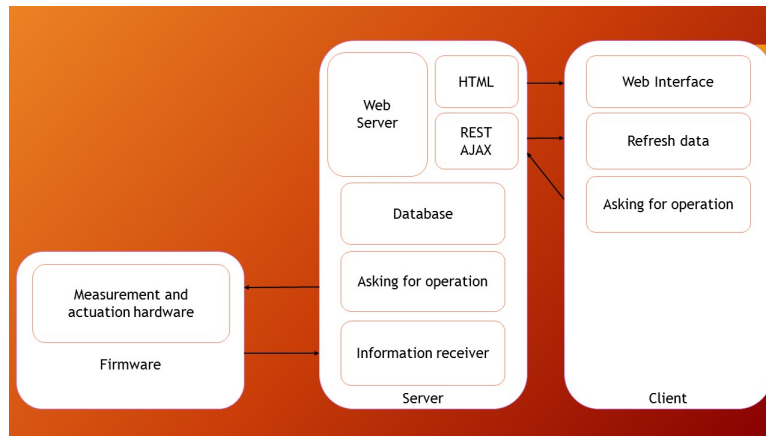 Web
Server
HTML
REST
AJAX
Database
Asking for operation
Information receiver
Server
Web Interface
Refresh data
Asking for operation
Client
Measurement and
actuation hardware
Firmware